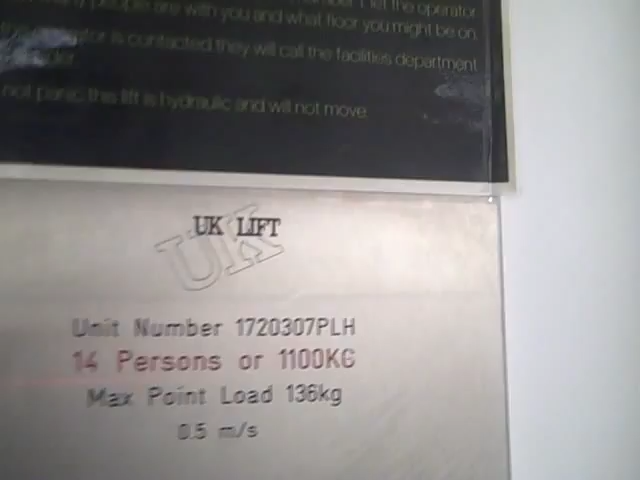 people are with you and what floor you might be on.
is contacted they will call the facilities department
not panic this lift is hydraulic and will not move.
UK LIFT
UK
Unit Number 1720307PLH
14 Persons or 1100KG
Max Point Load 136kg
0.5 m/s